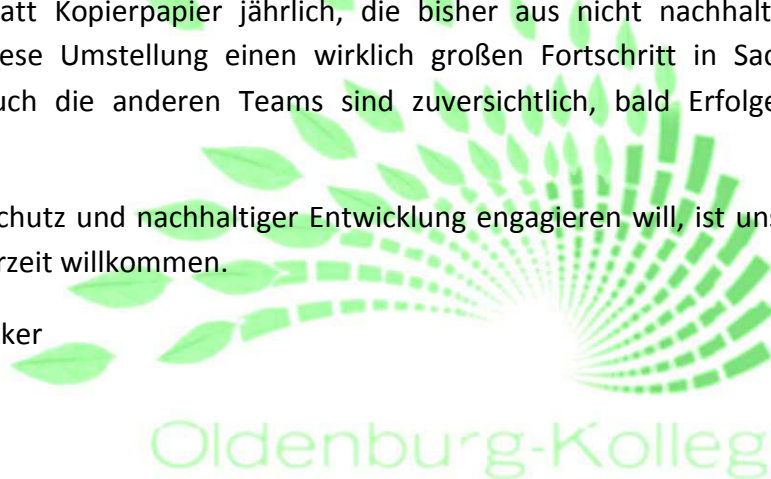 att Kopierpapier jährlich, die bisher aus nicht nachhalt
ese Umstellung einen wirklich großen Fortschritt in Sac
uch die anderen Teams sind zuversichtlich, bald Erfolge
chutz und nachhaltiger Entwicklung engagieren will, ist uns
rzeit willkommen.
ker
Oldenburg-Kolleg